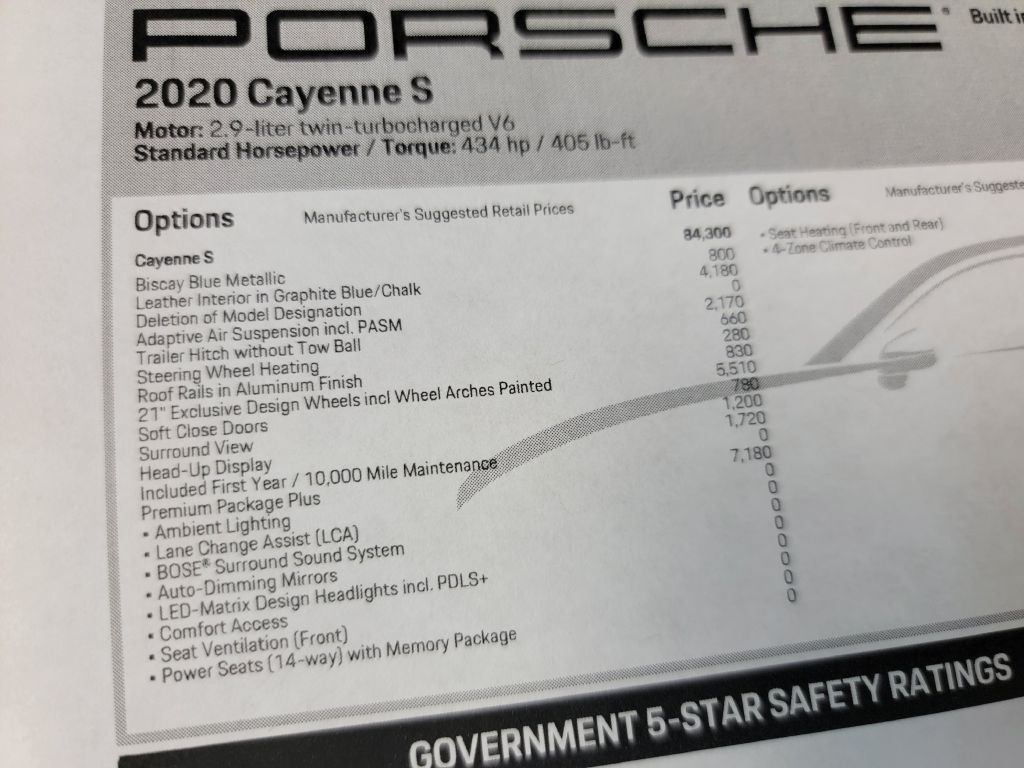 PORSCHE® Built
2020 Cayenne S
Motor: 2.9-liter twin-turbocharged V6
Standard Horsepower / Torque: 434 hp / 405 lb-ft
Options Manufacturer's Suggested Retail Prices Price Options Manufacturer's
Cayenne S 84,300 • Seat Heating (Front and Rear)
Biscay Blue Metallic 800 • 4-Zone Climate Control
Leather Interior in Graphite Blue/Chalk 4,180
Deletion of Model Designation 0
Adaptive Air Suspension incl. PASM 2,170
Trailer Hitch without Tow Ball 660
Steering Wheel Heating 280
Roof Rails in Aluminum Finish 830
21" Exclusive Design Wheels incl Wheel Arches Painted 5,510
Soft Close Doors 780
Surround View 1,200
Head-Up Display 1,720
Included First Year / 10,000 Mile Maintenance 0
Premium Package Plus 7,180
• Ambient Lighting 0
• Lane Change Assist (LCA) 0
• BOSE® Surround Sound System 0
• Auto-Dimming Mirrors 0
• LED-Matrix Design Headlights incl. PDLS+ 0
• Comfort Access 0
• Seat Ventilation (Front) 0
• Power Seats (14-way) with Memory Package 0
GOVERNMENT 5-STAR SAFETY RATINGS